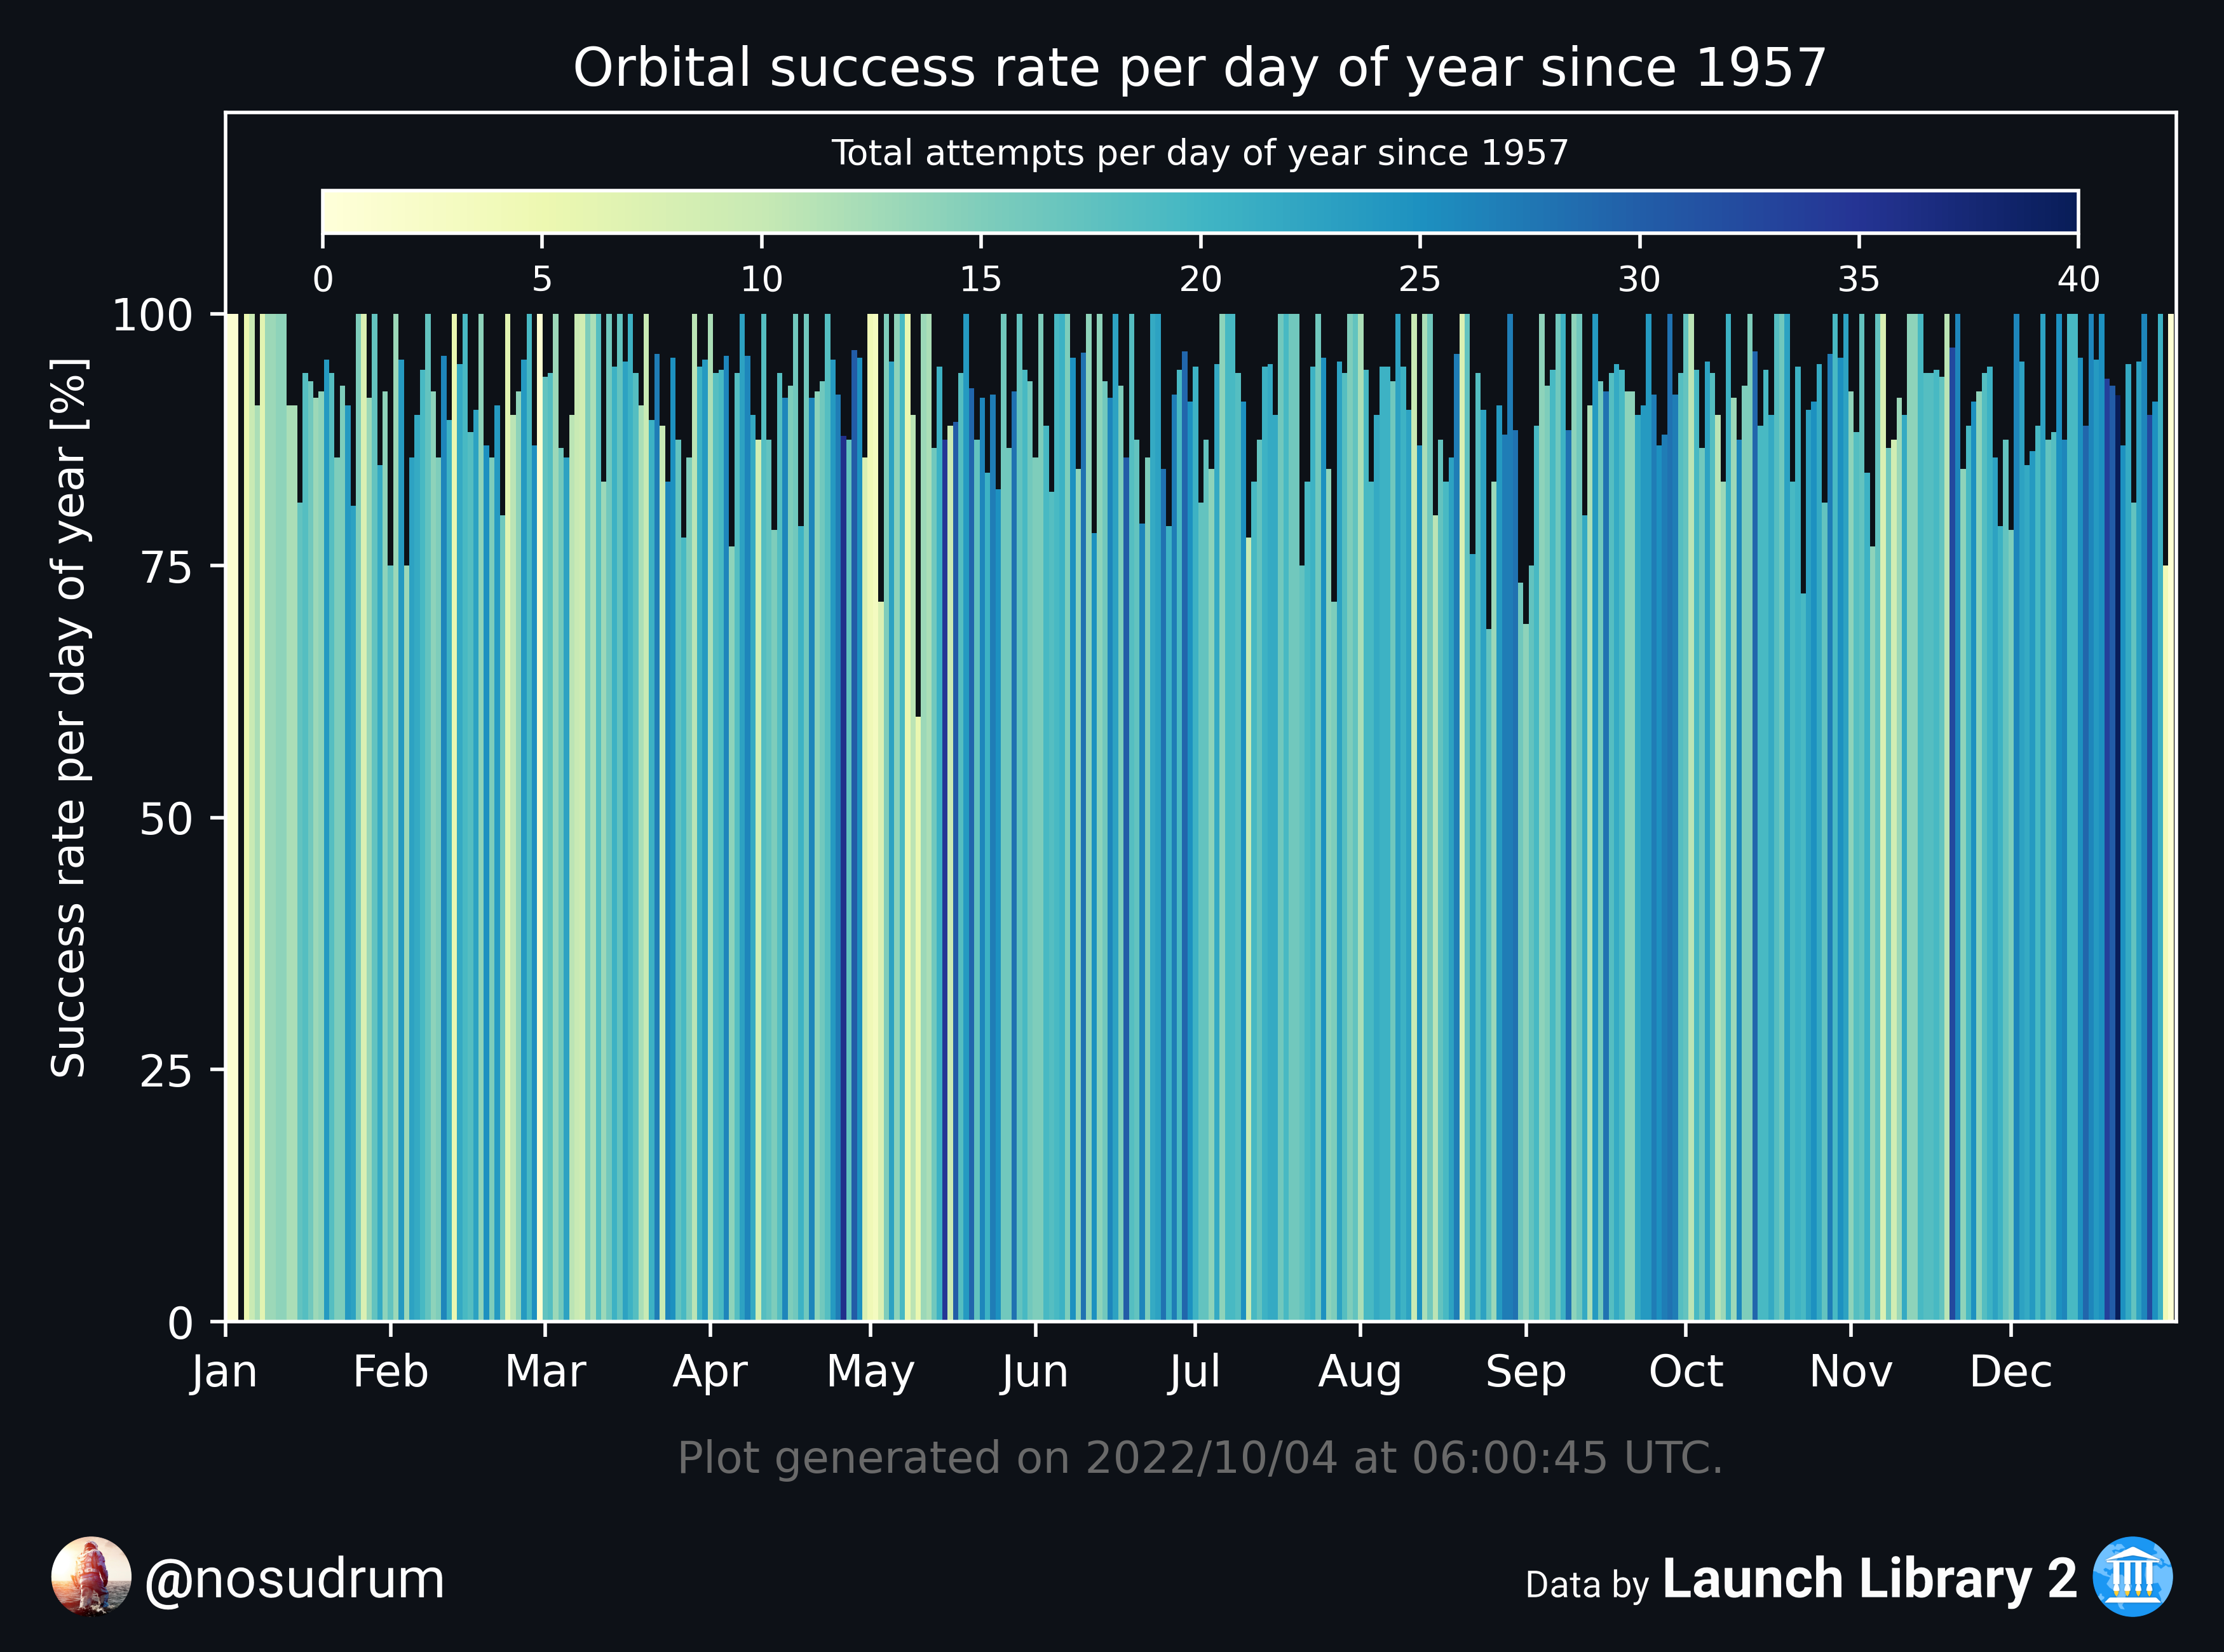 Orbital success rate per day of year since 1957
Total attempts per day of year since 1957
0 5 10 15 20 25 30 35 40
Success rate per day of year [%]
100
75
50
25
0
Jan Feb Mar Apr May Jun Jul Aug Sep Oct Nov Dec
Plot generated on 2022/10/04 at 06:00:45 UTC.
@nosudrum
Data by Launch Library 2